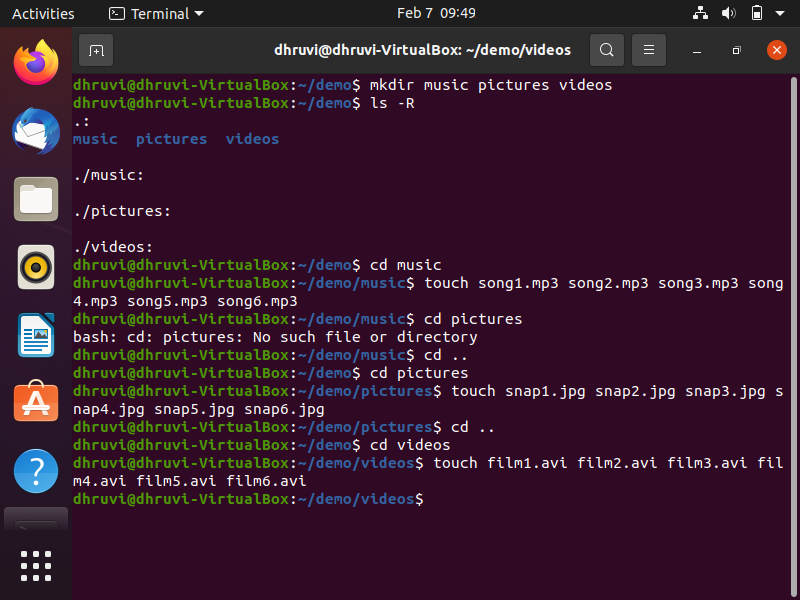 Activities Terminal Feb 7 09:49
dhruvi@dhruvi-VirtualBox: ~/demo/videos
dhruvi@dhruvi-VirtualBox:~/demo$ mkdir music pictures videos
dhruvi@dhruvi-VirtualBox:~/demo$ ls -R
.:
music pictures videos
./music:
./pictures:
./videos:
dhruvi@dhruvi-VirtualBox:~/demo$ cd music
dhruvi@dhruvi-VirtualBox:~/demo/music$ touch song1.mp3 song2.mp3 song3.mp3 song
4.mp3 song5.mp3 song6.mp3
dhruvi@dhruvi-VirtualBox:~/demo/music$ cd pictures
bash: cd: pictures: No such file or directory
dhruvi@dhruvi-VirtualBox:~/demo/music$ cd ..
dhruvi@dhruvi-VirtualBox:~/demo$ cd pictures
dhruvi@dhruvi-VirtualBox:~/demo/pictures$ touch snap1.jpg snap2.jpg snap3.jpg s
nap4.jpg snap5.jpg snap6.jpg
dhruvi@dhruvi-VirtualBox:~/demo/pictures$ cd ..
dhruvi@dhruvi-VirtualBox:~/demo$ cd videos
dhruvi@dhruvi-VirtualBox:~/demo/videos$ touch film1.avi film2.avi film3.avi fil
m4.avi film5.avi film6.avi
dhruvi@dhruvi-VirtualBox:~/demo/videos$